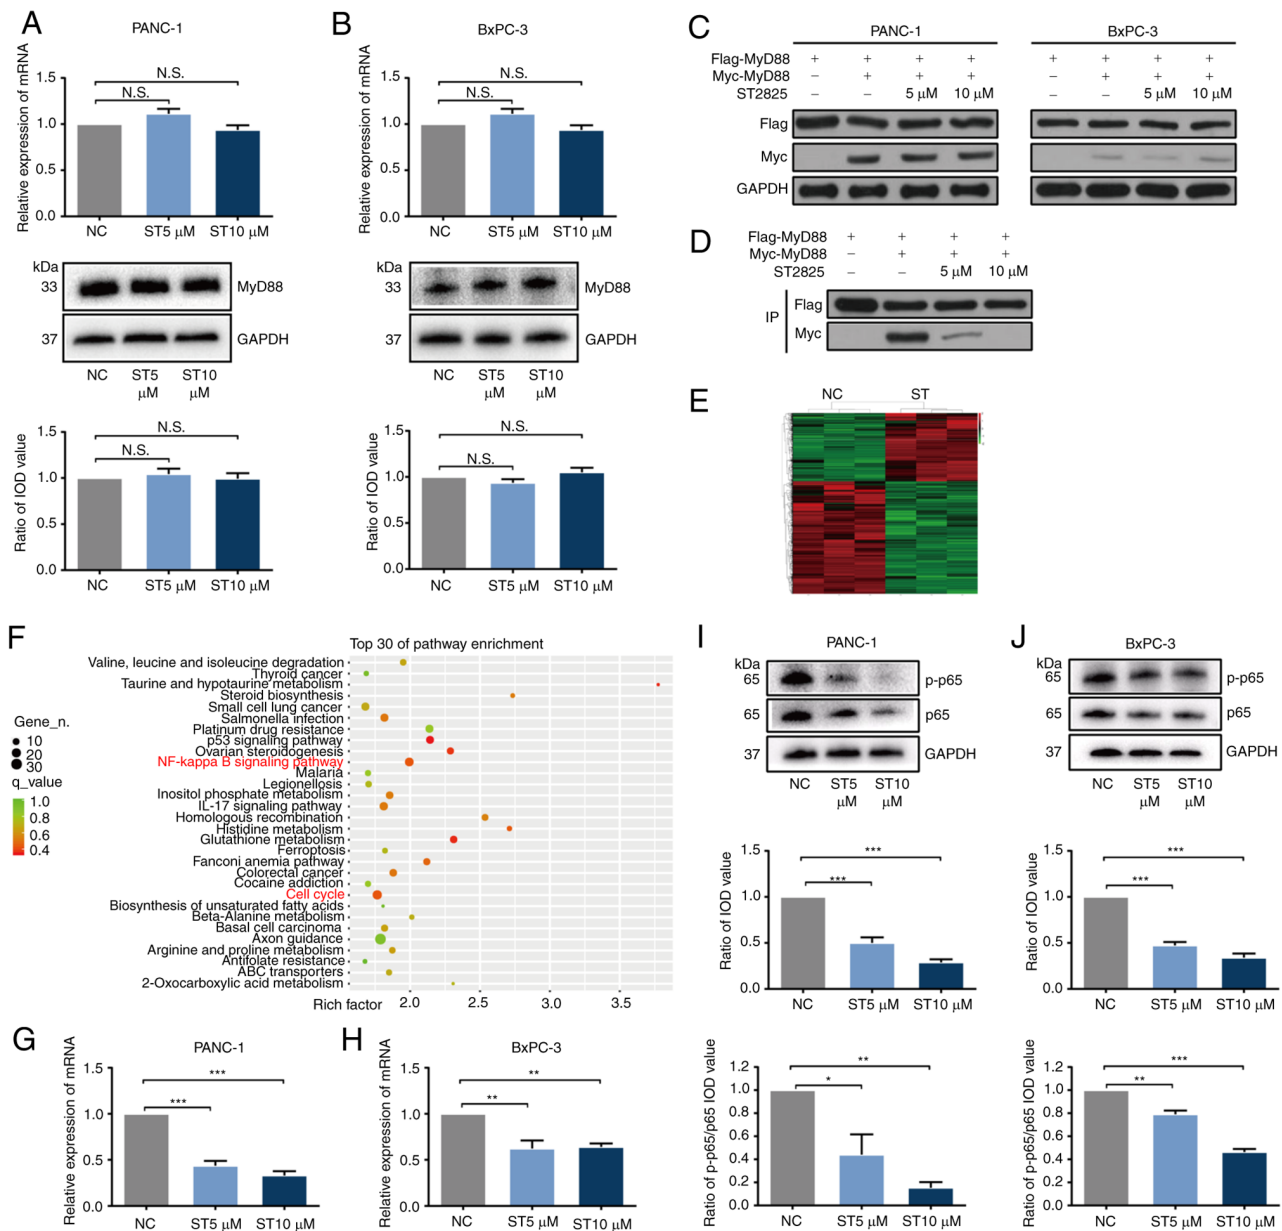 A
PANC-1
Relative expression of mRNA
1.5
1.0
0.5
0.0
N.S.
N.S.
NC
ST5 μM
ST10 μM
kDa
33
MyD88
37
GAPDH
NC
ST5
μM
ST10
μM
Ratio of IOD value
1.5
1.0
0.5
0.0
N.S.
N.S.
NC
ST5 μM
ST10 μM
B
BxPC-3
Relative expression of mRNA
1.5
1.0
0.5
0.0
N.S.
N.S.
NC
ST5 μM
ST10 μM
kDa
33
MyD88
37
GAPDH
NC
ST5
μM
ST10
μM
Ratio of IOD value
1.5
1.0
0.5
0.0
N.S.
N.S.
NC
ST5 μM
ST10 μM
C
PANC-1
BxPC-3
Flag-MyD88 + + + + + + + +
Myc-MyD88 – + + + – + + +
ST2825 – – 5 μM 10 μM – – 5 μM 10 μM
Flag
Myc
GAPDH
D
Flag-MyD88 + + + +
Myc-MyD88 – + + +
ST2825 – – 5 μM 10 μM
IP
Flag
Myc
E
NC
ST
F
Top 30 of pathway enrichment
Valine, leucine and isoleucine degradation
Thyroid cancer
Taurine and hypotaurine metabolism
Steroid biosynthesis
Small cell lung cancer
Salmonella infection
Platinum drug resistance
p53 signaling pathway
Ovarian steroidogenesis
NF-kappa B signaling pathway
Malaria
Legionellosis
Inositol phosphate metabolism
IL-17 signaling pathway
Homologous recombination
Histidine metabolism
Glutathione metabolism
Ferroptosis
Fanconi anemia pathway
Colorectal cancer
Cocaine addiction
Cell cycle
Biosynthesis of unsaturated fatty acids
Beta-Alanine metabolism
Basal cell carcinoma
Axon guidance
Arginine and proline metabolism
Antifolate resistance
ABC transporters
2-Oxocarboxylic acid metabolism
Rich factor
2.0
2.5
3.0
3.5
Gene_n.
10
20
30
q_value
1.0
0.8
0.6
0.4
G
PANC-1
Relative expression of mRNA
1.5
1.0
0.5
0.0
***
***
NC
ST5 μM
ST10 μM
H
BxPC-3
Relative expression of mRNA
1.5
1.0
0.5
0.0
**
**
NC
ST5 μM
ST10 μM
I
PANC-1
kDa
65
p-p65
65
p65
37
GAPDH
NC
ST5
μM
ST10
μM
Ratio of IOD value
1.5
1.0
0.5
0.0
***
***
NC
ST5 μM
ST10 μM
Ratio of p-p65/p65 IOD value
1.2
1.0
0.8
0.6
0.4
0.2
0.0
**
*
NC
ST5 μM
ST10 μM
J
BxPC-3
kDa
65
p-p65
65
p65
37
GAPDH
NC
ST5
μM
ST10
μM
Ratio of IOD value
1.5
1.0
0.5
0.0
***
***
NC
ST5 μM
ST10 μM
Ratio of p-p65/p65 IOD value
1.2
1.0
0.8
0.6
0.4
0.2
0.0
***
**
NC
ST5 μM
ST10 μM